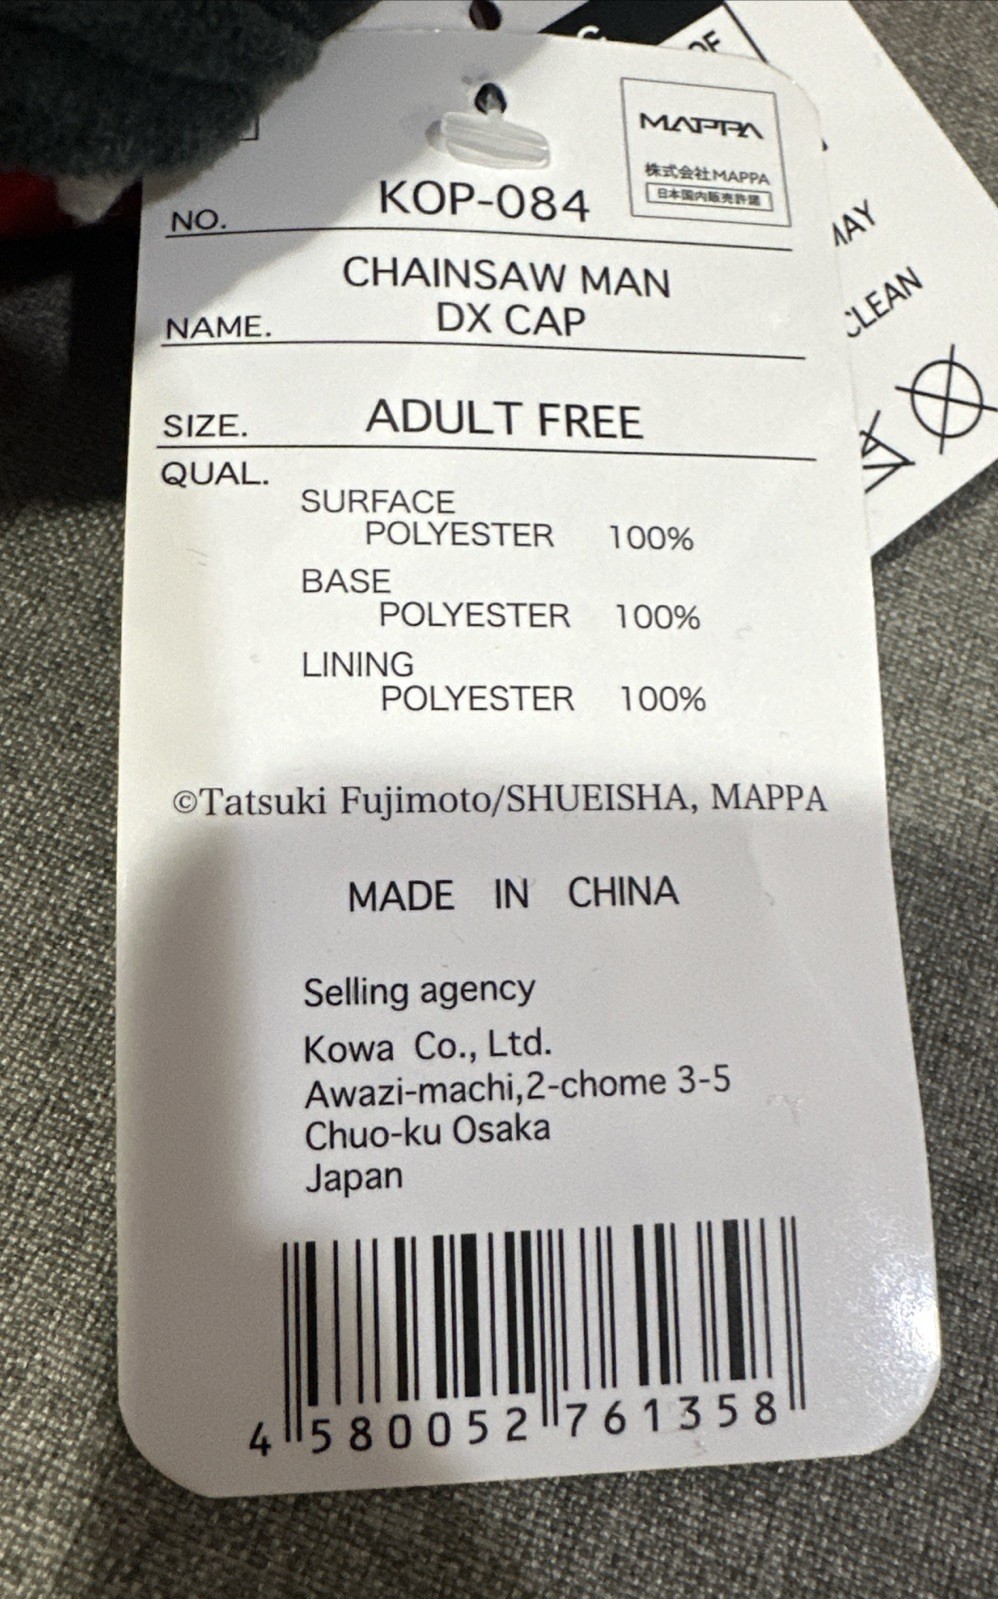 MAPPA
株式会社MAPPA
日本国内販売許諾
NO. KOP-084
NAME. CHAINSAW MAN
DX CAP
SIZE. ADULT FREE
QUAL.
SURFACE
POLYESTER 100%
BASE
POLYESTER 100%
LINING
POLYESTER 100%
©Tatsuki Fujimoto/SHUEISHA, MAPPA
MADE IN CHINA
Selling agency
Kowa Co., Ltd.
Awazi-machi,2-chome 3-5
Chuo-ku Osaka
Japan
4 580052 761358
OF
MAY
CLEAN